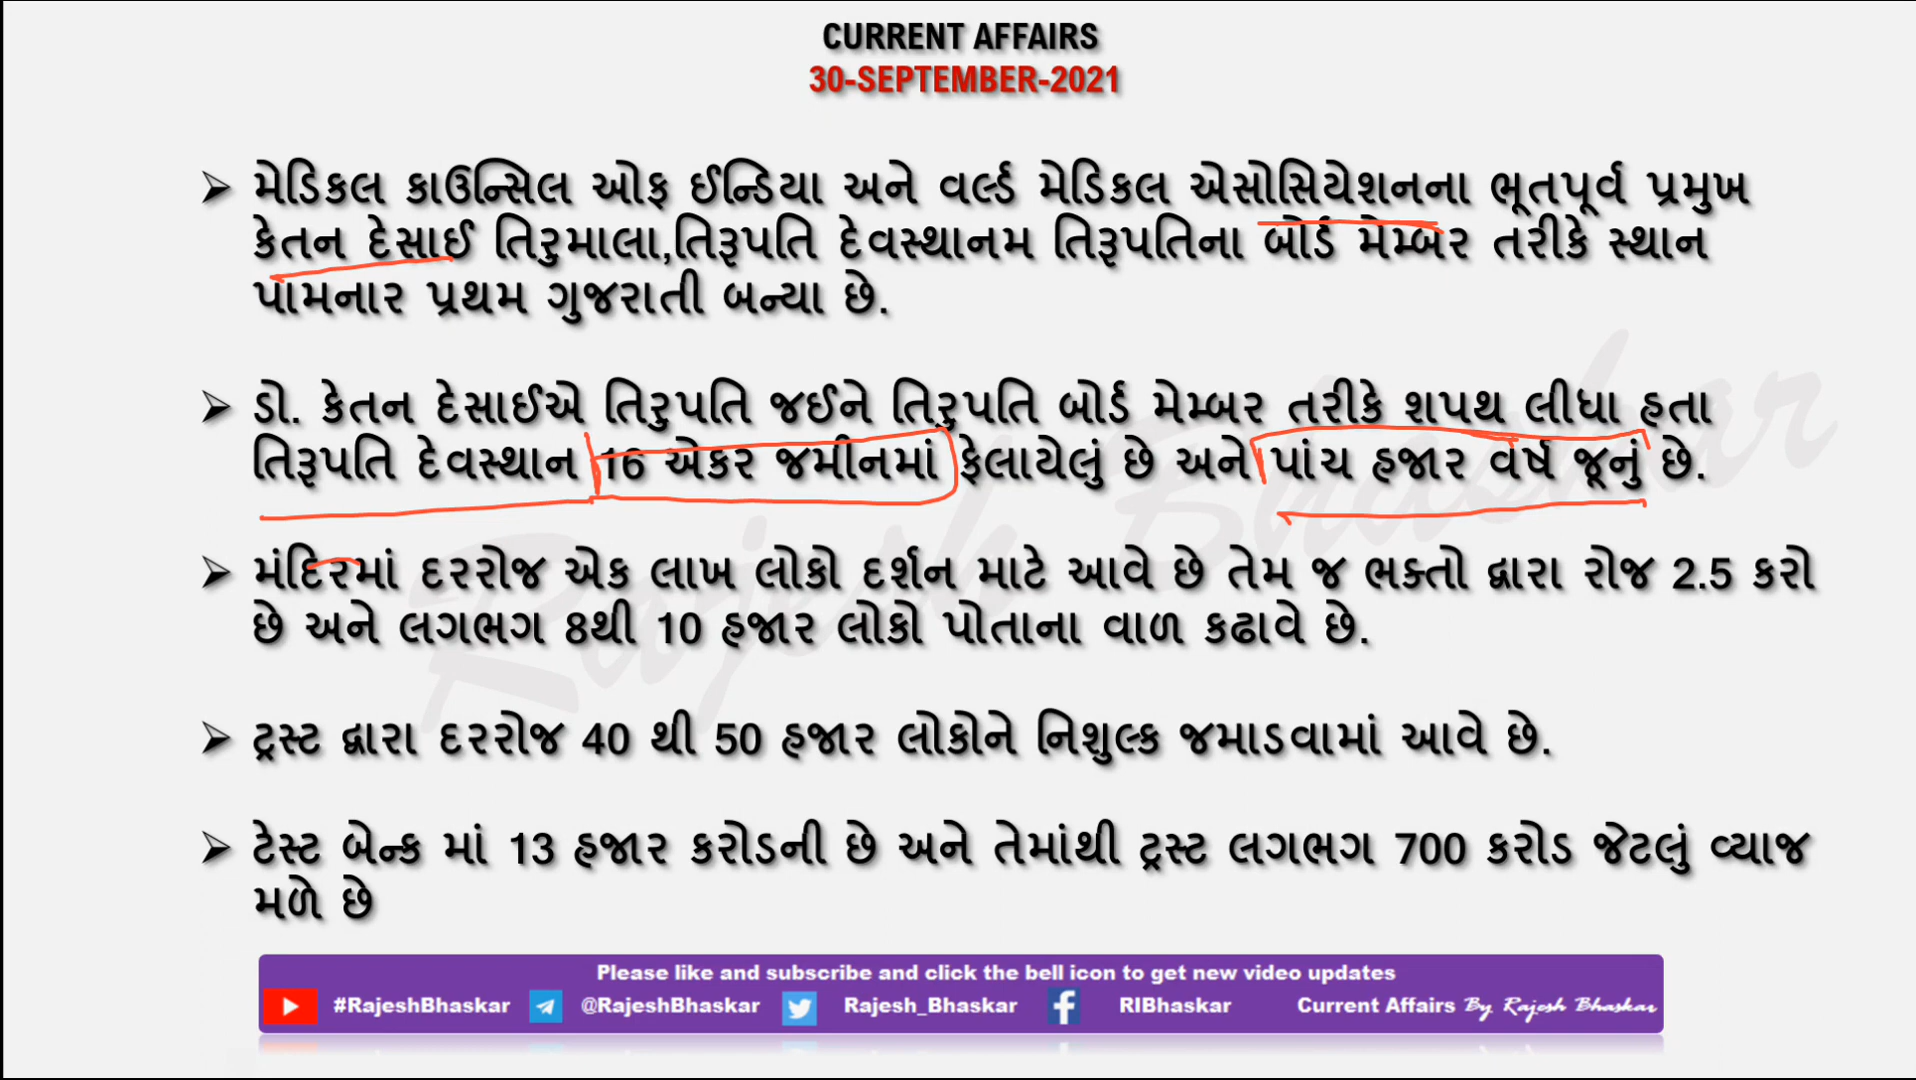 CURRENT AFFAIRS
30-SEPTEMBER-2021
➢ મેડિકલ કાઉન્સિલ ઓફ ઈન્ડિયા અને વર્લ્ડ મેડિકલ એસોસિયેશનના ભૂતપૂર્વ પ્રમુખ
કેતન દેસાઈ તિરુમાલા,તિરૂપતિ દેવસ્થાનમ તિરૂપતિના બોર્ડ મેમ્બર તરીકે સ્થાન
પામનાર પ્રથમ ગુજરાતી બન્યા છે.
➢ ડો. કેતન દેસાઈએ તિરુપતિ જઈને તિરુપતિ બોર્ડ મેમ્બર તરીકે શપથ લીધા હતા
તિરૂપતિ દેવસ્થાન 16 એકર જમીનમાં ફેલાયેલું છે અને પાંચ હજાર વર્ષ જૂનું છે.
➢ મંદિરમાં દરરોજ એક લાખ લોકો દર્શન માટે આવે છે તેમ જ ભક્તો દ્વારા રોજ 2.5 કરો
છે અને લગભગ 8થી 10 હજાર લોકો પોતાના વાળ કઢાવે છે.
➢ ટ્રસ્ટ દ્વારા દરરોજ 40 થી 50 હજાર લોકોને નિશુલ્ક જમાડવામાં આવે છે.
➢ ટેસ્ટ બેન્ક માં 13 હજાર કરોડની છે અને તેમાંથી ટ્રસ્ટ લગભગ 700 કરોડ જેટલું વ્યાજ
મળે છે
Rajesh Bhaskar
Please like and subscribe and click the bell icon to get new video updates
#RajeshBhaskar @RajeshBhaskar Rajesh_Bhaskar RIBhaskar Current Affairs By Rajesh Bhaskar